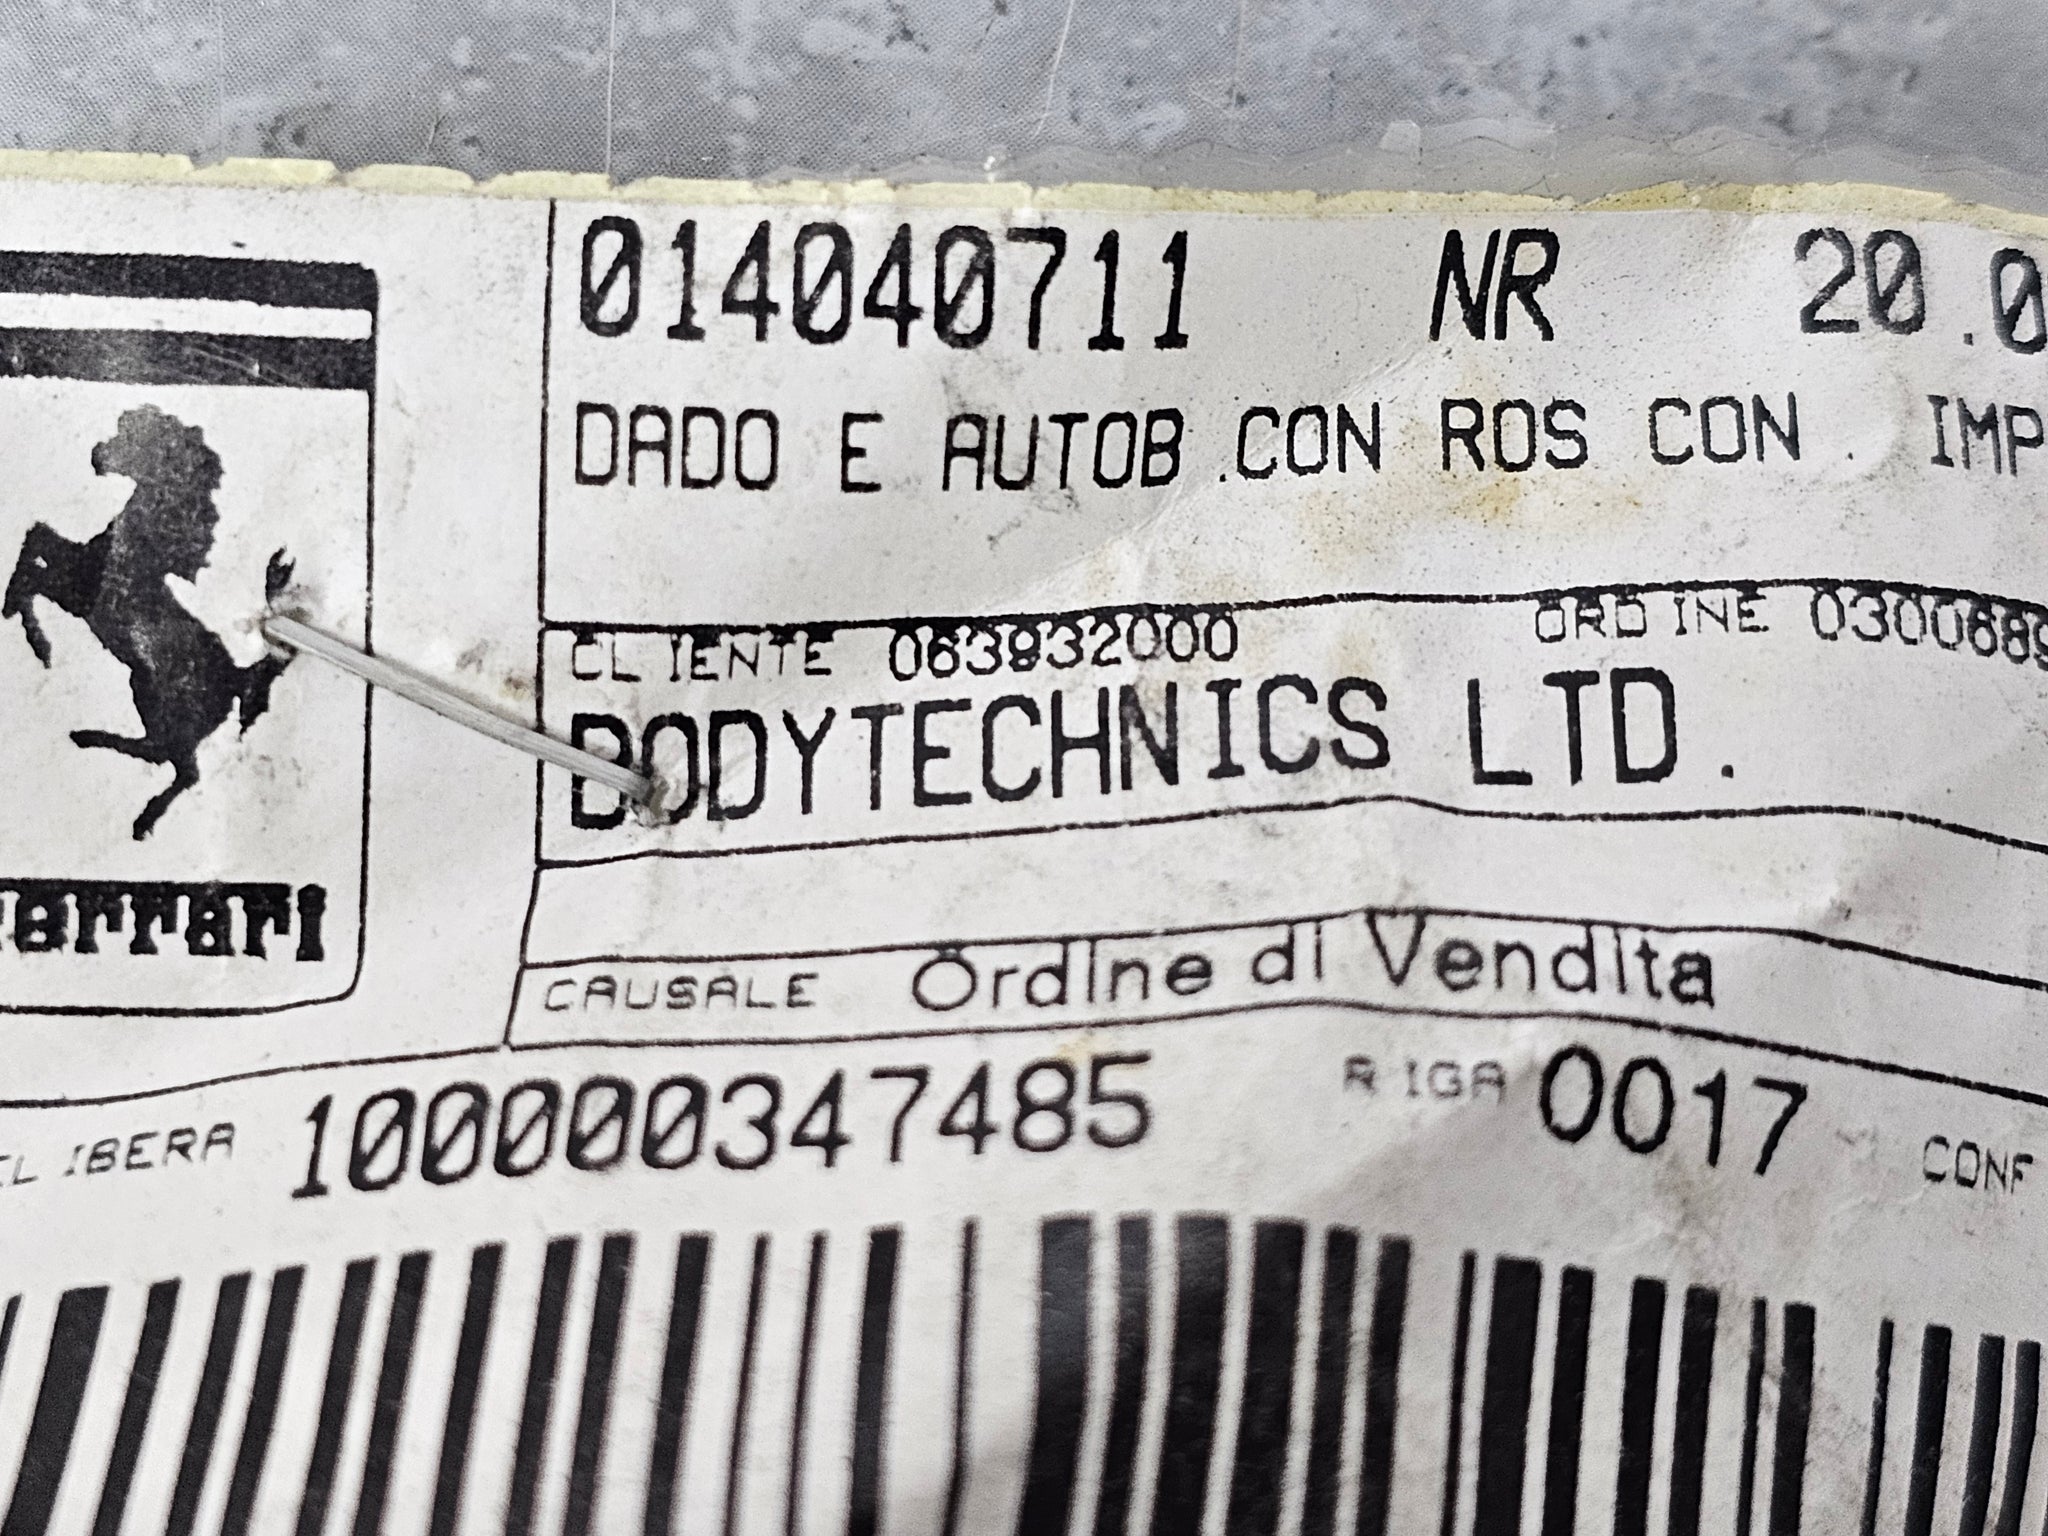 014040711 NR 20.0
DADO E AUTOB.CON ROS CON. IMP
CLIENTE 063932000 ORDINE 0300689
BODYTECHNICS LTD.
Ferrari
CAUSALE Ordine di Vendita
100000347485 RIGA 0017 CONF